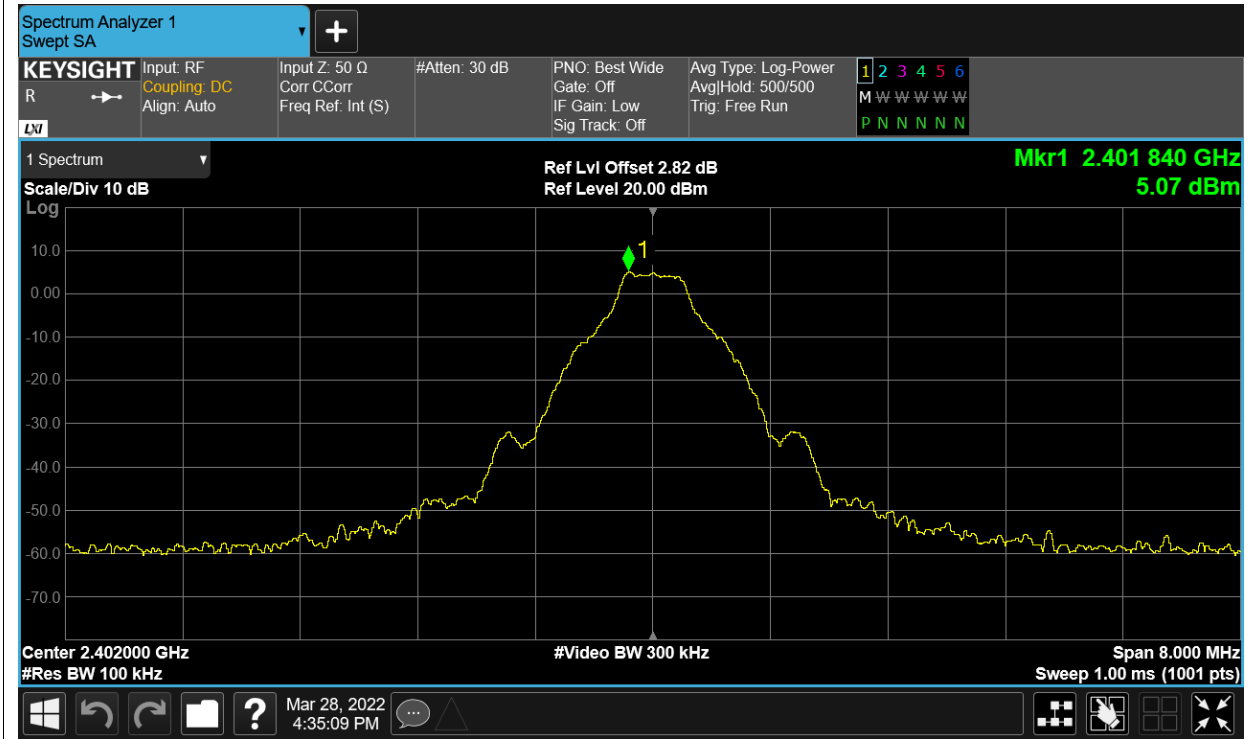 Spectrum Analyzer 1
Swept SA
KEYSIGHT
R
LXI
Input: RF
Coupling: DC
Align: Auto
Input Z: 50 Ω
Corr CCorr
Freq Ref: Int (S)
#Atten: 30 dB
PNO: Best Wide
Gate: Off
IF Gain: Low
Sig Track: Off
Avg Type: Log-Power
Avg|Hold: 500/500
Trig: Free Run
1 2 3 4 5 6
M W W W W W
P N N N N N
1 Spectrum
Scale/Div 10 dB
Log
Ref Lvl Offset 2.82 dB
Ref Level 20.00 dBm
Mkr1 2.401 840 GHz
5.07 dBm
1
10.0
0.00
-10.0
-20.0
-30.0
-40.0
-50.0
-60.0
-70.0
Center 2.402000 GHz
#Res BW 100 kHz
#Video BW 300 kHz
Span 8.000 MHz
Sweep 1.00 ms (1001 pts)
?
Mar 28, 2022
4:35:09 PM